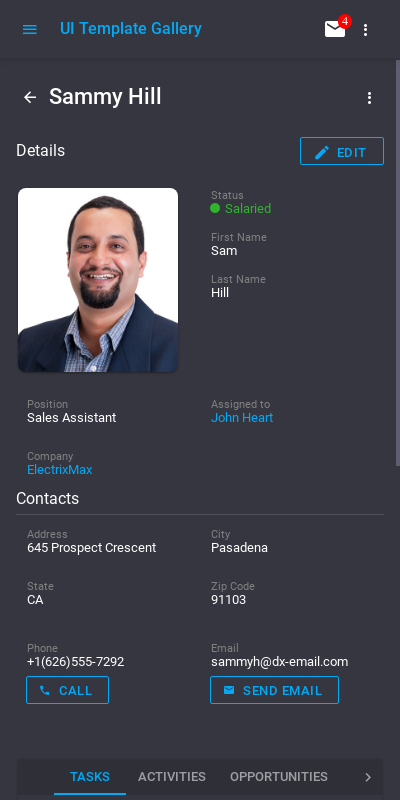 UI Template Gallery
4
Sammy Hill
Details
EDIT
Status
Salaried
First Name
Sam
Last Name
Hill
Position
Sales Assistant
Assigned to
John Heart
Company
ElectrixMax
Contacts
Address
645 Prospect Crescent
City
Pasadena
State
CA
Zip Code
91103
Phone
+1(626)555-7292
CALL
Email
sammyh@dx-email.com
SEND EMAIL
TASKS ACTIVITIES OPPORTUNITIES